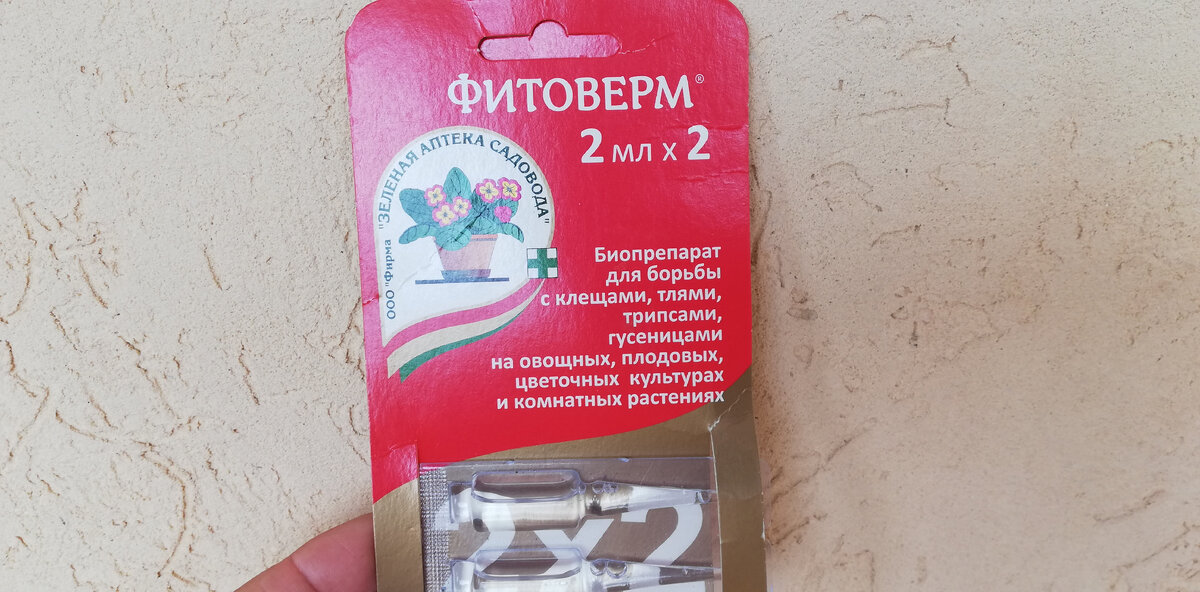 ФИТОВЕРМ®
2 мл х 2
ООО "Фирма "ЗЕЛЕНАЯ АПТЕКА САДОВОДА"
Биопрепарат
для борьбы
с клещами, тлями,
трипсами,
гусеницами
на овощных, плодовых,
цветочных культурах
и комнатных растениях
2х2